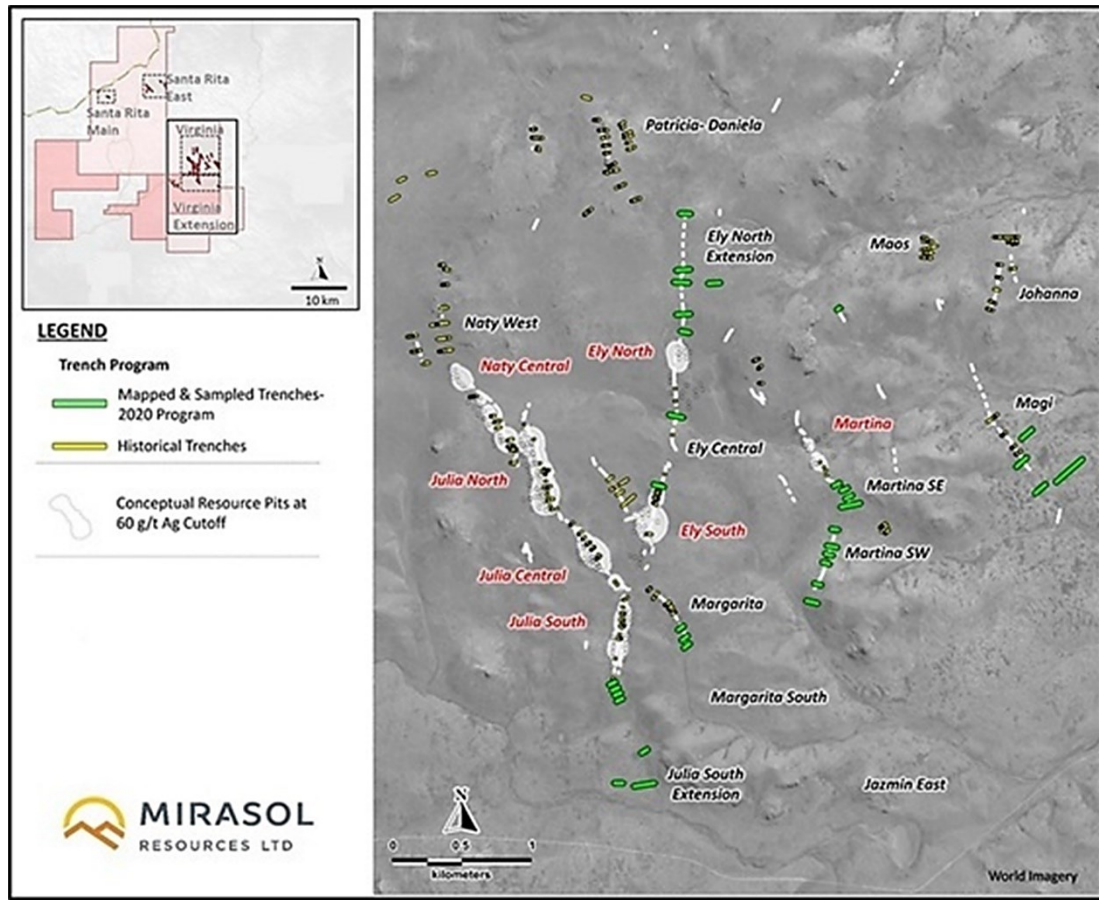 Santa Rita
East
Santa Rita
Main
Virginia
Virginia
Extension
N
10 km
LEGEND
Trench Program
Mapped & Sampled Trenches-
2020 Program
Historical Trenches
Conceptual Resource Pits at
60 g/t Ag Cutoff
MIRASOL
RESOURCES LTD
Patricia- Daniela
Ely North
Extension
Maos
Johanna
Naty West
Ely North
Naty Central
Magi
Martina
Ely Central
Julia North
Martina SE
Ely South
Martina SW
Julia Central
Margarita
Julia South
Margarita South
Julia South
Extension
Jazmin East
N
0 0.5 1
kilometers
World Imagery